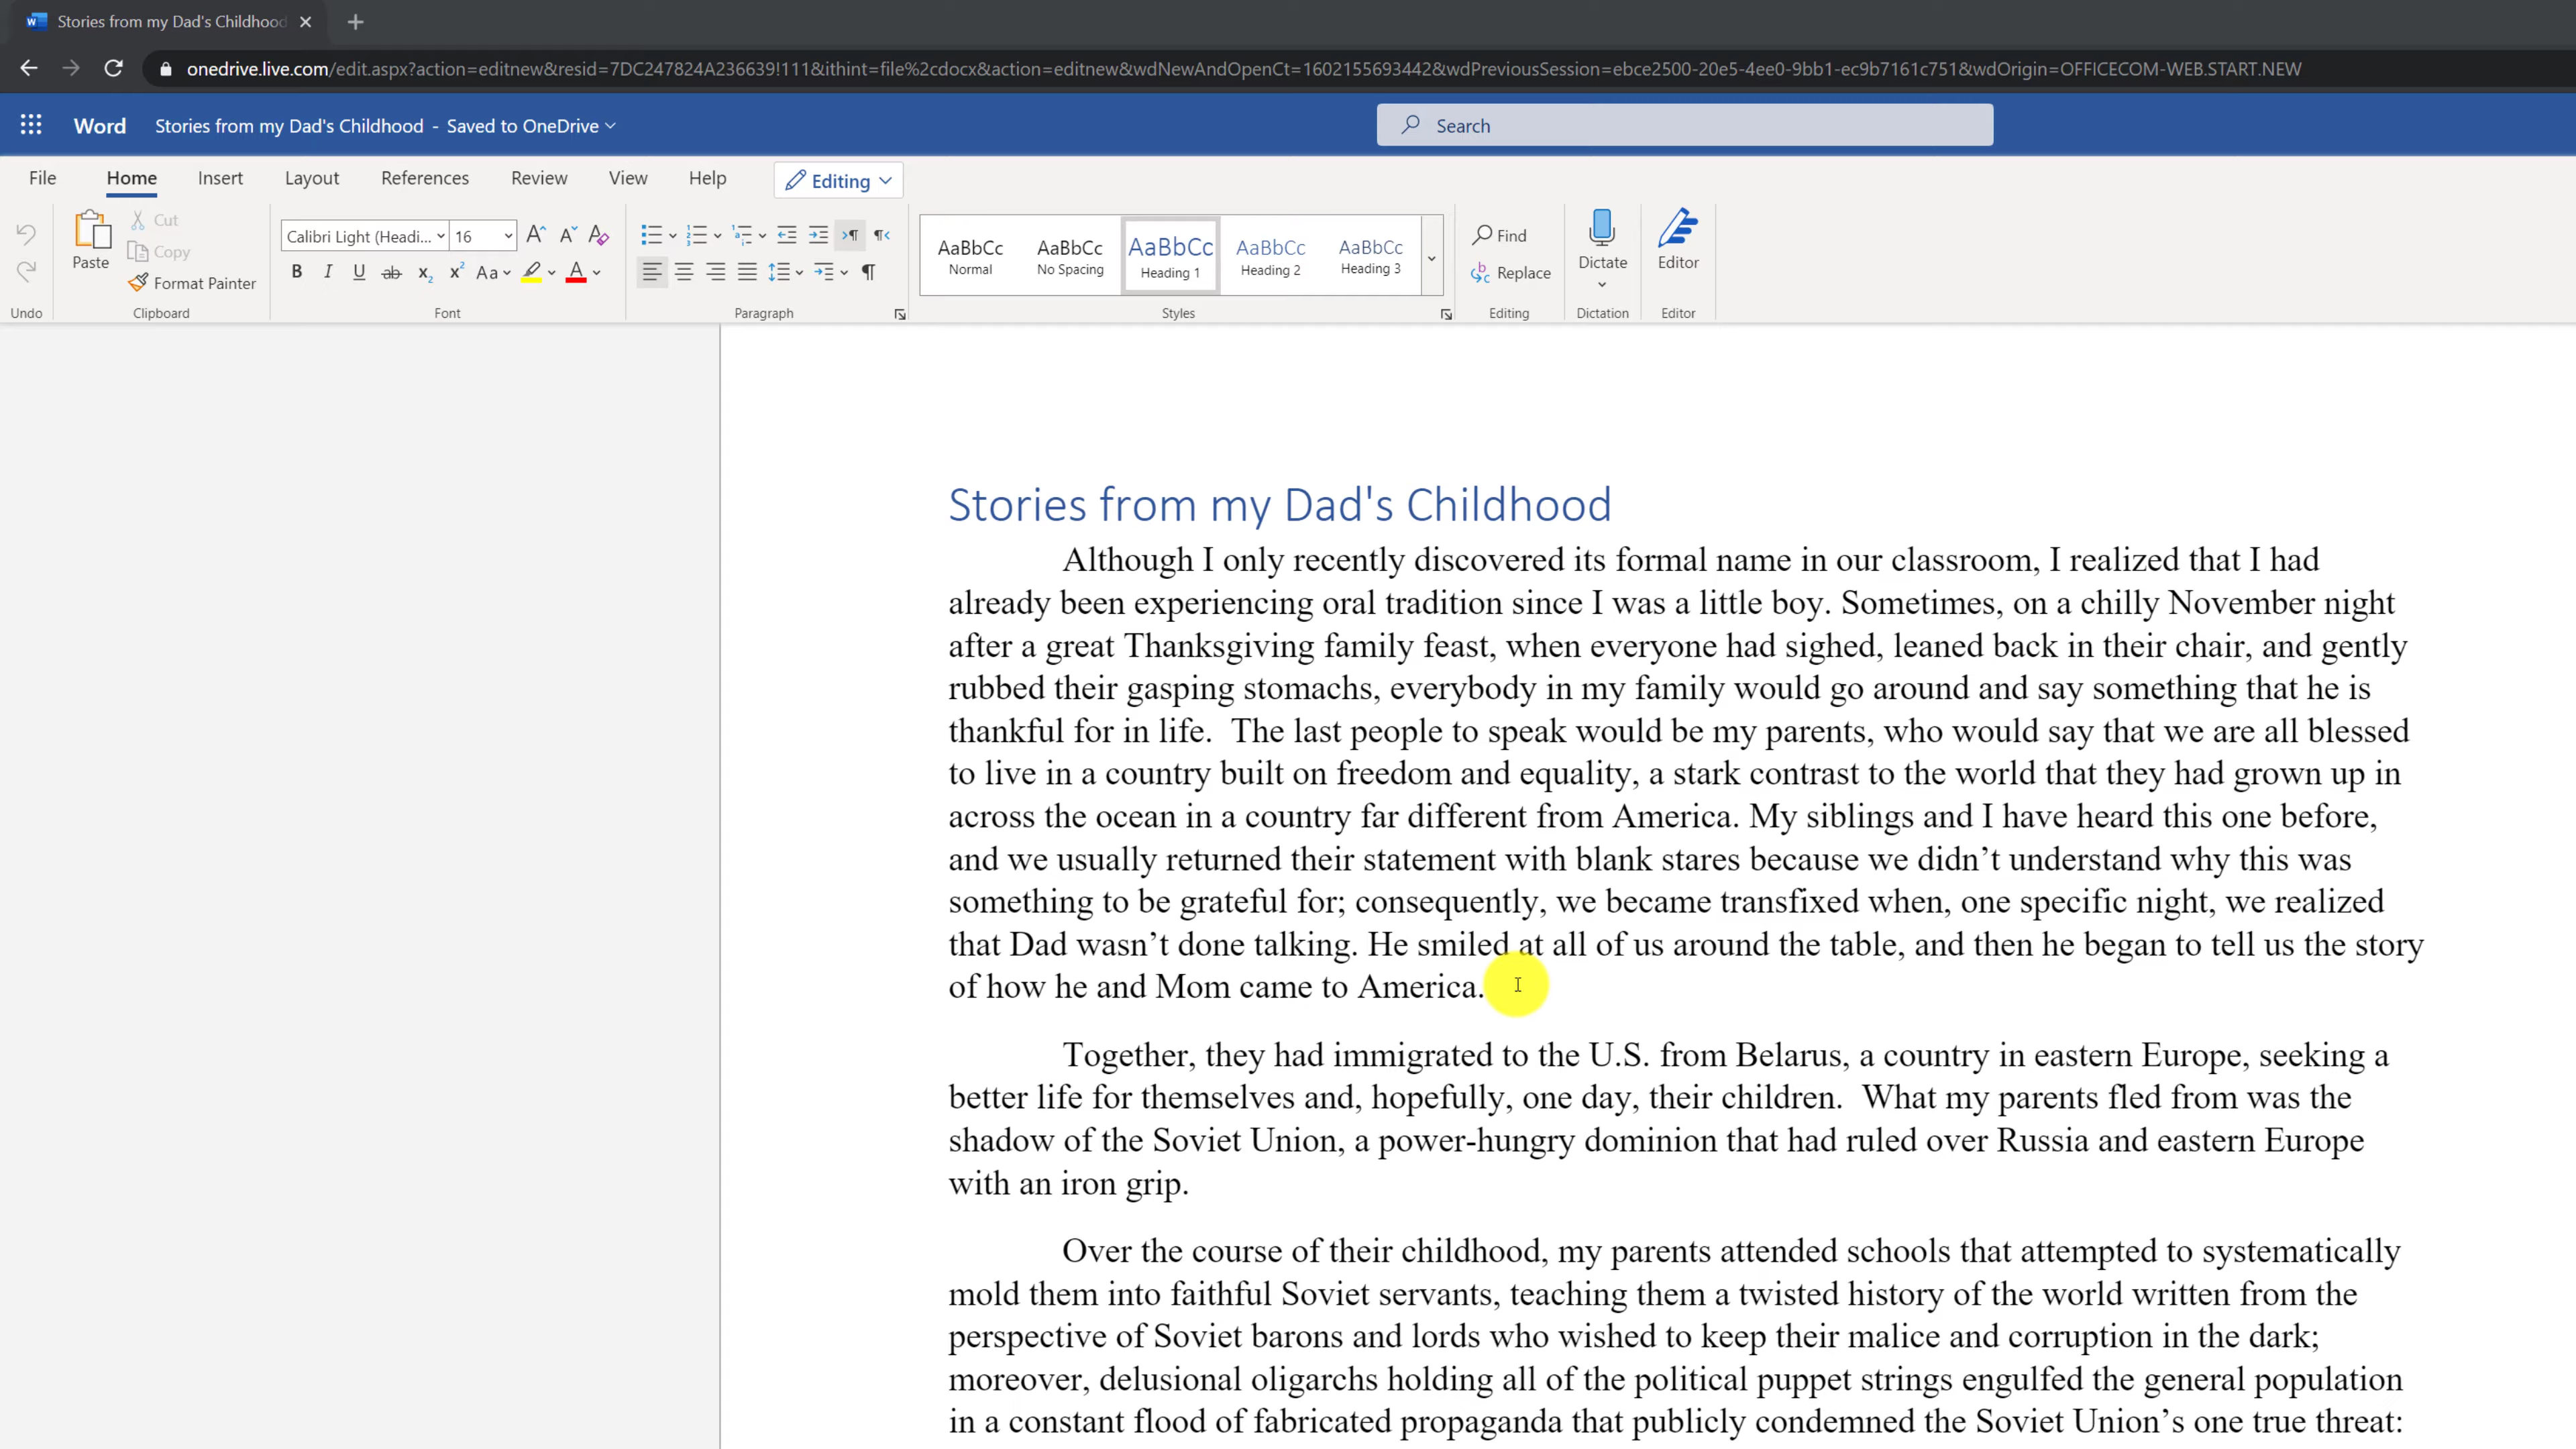 Stories from my Dad's Childhood
onedrive.live.com/edit.aspx?action=editnew&resid=7DC247824A236639!111&ithint=file%2cdocx&action=editnew&wdNewAndOpenCt=1602155693442&wdPreviousSession=ebce2500-20e5-4ee0-9bb1-ec9b7161c751&wdOrigin=OFFICECOM-WEB.START.NEW
Word Stories from my Dad's Childhood - Saved to OneDrive Search
File Home Insert Layout References Review View Help Editing
Cut
Copy
Paste
Format Painter
Calibri Light (Headi... 16
B I U ab x₂ x² Aa A
AaBbCc AaBbCc AaBbCc AaBbCc AaBbCc
Normal No Spacing Heading 1 Heading 2 Heading 3
Find
Replace
Dictate
Editor
Undo Clipboard Font Paragraph Styles Editing Dictation Editor
Stories from my Dad's Childhood
Although I only recently discovered its formal name in our classroom, I realized that I had
already been experiencing oral tradition since I was a little boy. Sometimes, on a chilly November night
after a great Thanksgiving family feast, when everyone had sighed, leaned back in their chair, and gently
rubbed their gasping stomachs, everybody in my family would go around and say something that he is
thankful for in life.  The last people to speak would be my parents, who would say that we are all blessed
to live in a country built on freedom and equality, a stark contrast to the world that they had grown up in
across the ocean in a country far different from America. My siblings and I have heard this one before,
and we usually returned their statement with blank stares because we didn’t understand why this was
something to be grateful for; consequently, we became transfixed when, one specific night, we realized
that Dad wasn’t done talking. He smiled at all of us around the table, and then he began to tell us the story
of how he and Mom came to America.
Together, they had immigrated to the U.S. from Belarus, a country in eastern Europe, seeking a
better life for themselves and, hopefully, one day, their children.  What my parents fled from was the
shadow of the Soviet Union, a power-hungry dominion that had ruled over Russia and eastern Europe
with an iron grip.
Over the course of their childhood, my parents attended schools that attempted to systematically
mold them into faithful Soviet servants, teaching them a twisted history of the world written from the
perspective of Soviet barons and lords who wished to keep their malice and corruption in the dark;
moreover, delusional oligarchs holding all of the political puppet strings engulfed the general population
in a constant flood of fabricated propaganda that publicly condemned the Soviet Union’s one true threat: